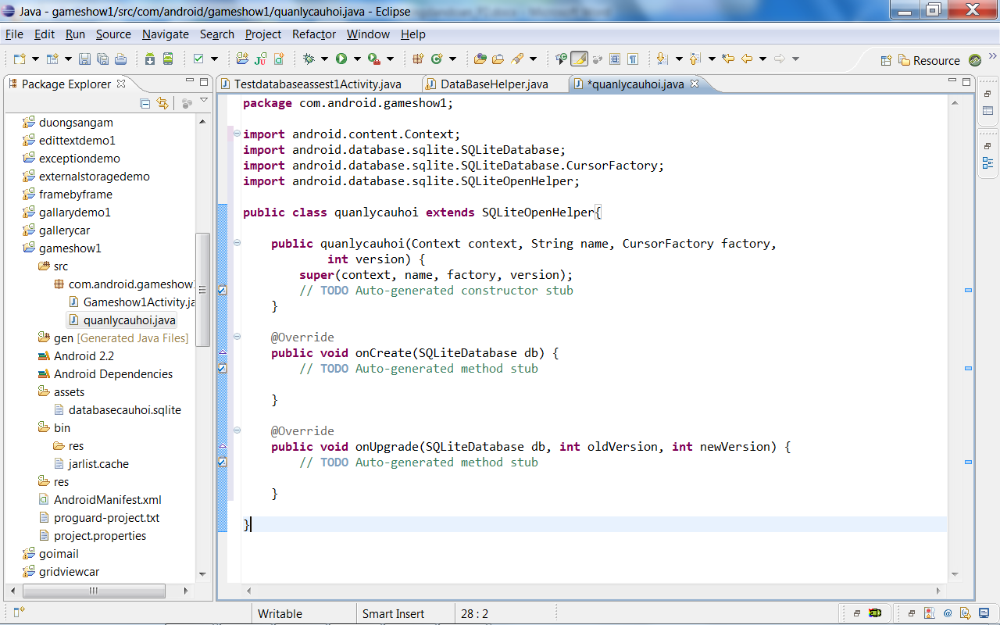 Java - gameshow1/src/com/android/gameshow1/quanlycauhoi.java - Eclipse
File Edit Run Source Navigate Search Project Refactor Window Help
Resource
Package Explorer
Testdatabaseassest1Activity.java DataBaseHelper.java *quanlycauhoi.java
duongsangam
edittextdemo1
exceptiondemo
externalstoragedemo
framebyframe
gallarydemo1
gallerycar
gameshow1
src
com.android.gameshow
Gameshow1Activity.ja
quanlycauhoi.java
gen [Generated Java Files]
Android 2.2
Android Dependencies
assets
databasecauhoi.sqlite
bin
res
jarlist.cache
res
AndroidManifest.xml
proguard-project.txt
project.properties
goimail
gridviewcar
package com.android.gameshow1;
import android.content.Context;
import android.database.sqlite.SQLiteDatabase;
import android.database.sqlite.SQLiteDatabase.CursorFactory;
import android.database.sqlite.SQLiteOpenHelper;
public class quanlycauhoi extends SQLiteOpenHelper{
public quanlycauhoi(Context context, String name, CursorFactory factory,
int version) {
super(context, name, factory, version);
// TODO Auto-generated constructor stub
}
@Override
public void onCreate(SQLiteDatabase db) {
// TODO Auto-generated method stub
}
@Override
public void onUpgrade(SQLiteDatabase db, int oldVersion, int newVersion) {
// TODO Auto-generated method stub
}
}
Writable Smart Insert 28 : 2